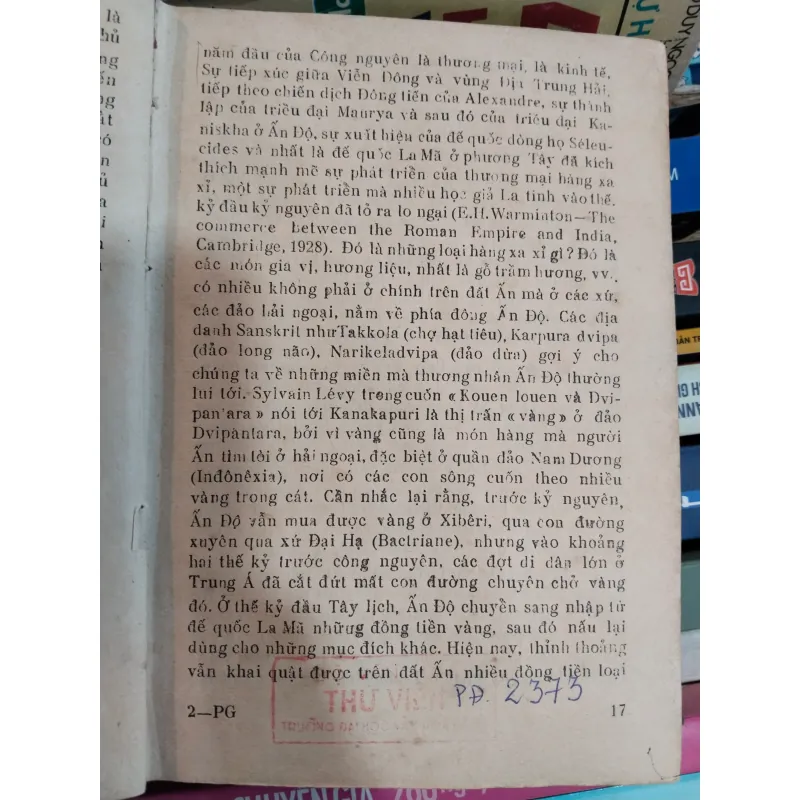 năm đầu của Công nguyên là thương mại, là kinh tế.
Sự tiếp xúc giữa Viễn Đông và vùng Địa Trung Hải,
tiếp theo chiến dịch Đông tiến của Alexandre, sự thành
lập của triều đại Maurya và sau đó của triều đại Ka-
niskha ở Ấn Độ, sự xuất hiện của đế quốc dòng họ Séleu-
cides và nhất là đế quốc La Mã ở phương Tây đã kích
thích mạnh mẽ sự phát triển của thương mại hàng xa
xỉ, một sự phát triển mà nhiều học giả La tinh vào thế.
kỷ đầu kỷ nguyên đã tỏ ra lo ngại (E.H.Warminton—The
commerce between the Roman Empire and India,
Cambridge, 1928). Đó là những loại hàng xa xỉ gì? Đó là
các món gia vị, hương liệu, nhất là gỗ trầm hương, vv..
có nhiều không phải ở chính trên đất Ấn mà ở các xứ,
các đảo hải ngoại, nằm về phía đông Ấn Độ. Các địa
danh Sanskrit nhưTakkola (chợ hạt tiêu), Karpura dvipa
(đảo long não), Narikeladvipa (đảo dừa) gợi ý cho
chúng ta về những miền mà thương nhân Ấn Độ thường
lui tới. Sylvain Lévy trong cuốn « Kouen louen và Dvi-
pan'ara » nói tới Kanakapuri là thị trấn « vàng » ở đảo
Dvipantara, bởi vì vàng cũng là món hàng mà người
Ấn tìm tòi ở hải ngoại, đặc biệt ở quần đảo Nam Dương
(Inđônêxia), nơi có các con sông cuốn theo nhiều
vàng trong cát. Cần nhắc lại rằng, trước kỷ nguyên,
Ấn Độ vẫn mua được vàng ở Xibêri, qua con đường
xuyên qua xứ Đại Hạ (Bactriane), nhưng vào khoảng
hai thế kỷ trước công nguyên, các đợt di dân lớn ở
Trung Á đã cắt đứt mất con đường chuyên chở vàng
đó. Ở thế kỷ đầu Tây lịch, Ấn Độ chuyển sang nhập từ
đế quốc La Mã những đồng tiền vàng, sau đó nấu lại
dùng cho những mục đích khác. Hiện nay, thỉnh thoảng
vẫn khai quật được trên đất Ấn nhiều đồng tiền loại
THƯ VIỆN
PĐ. 2373
2—PG 17